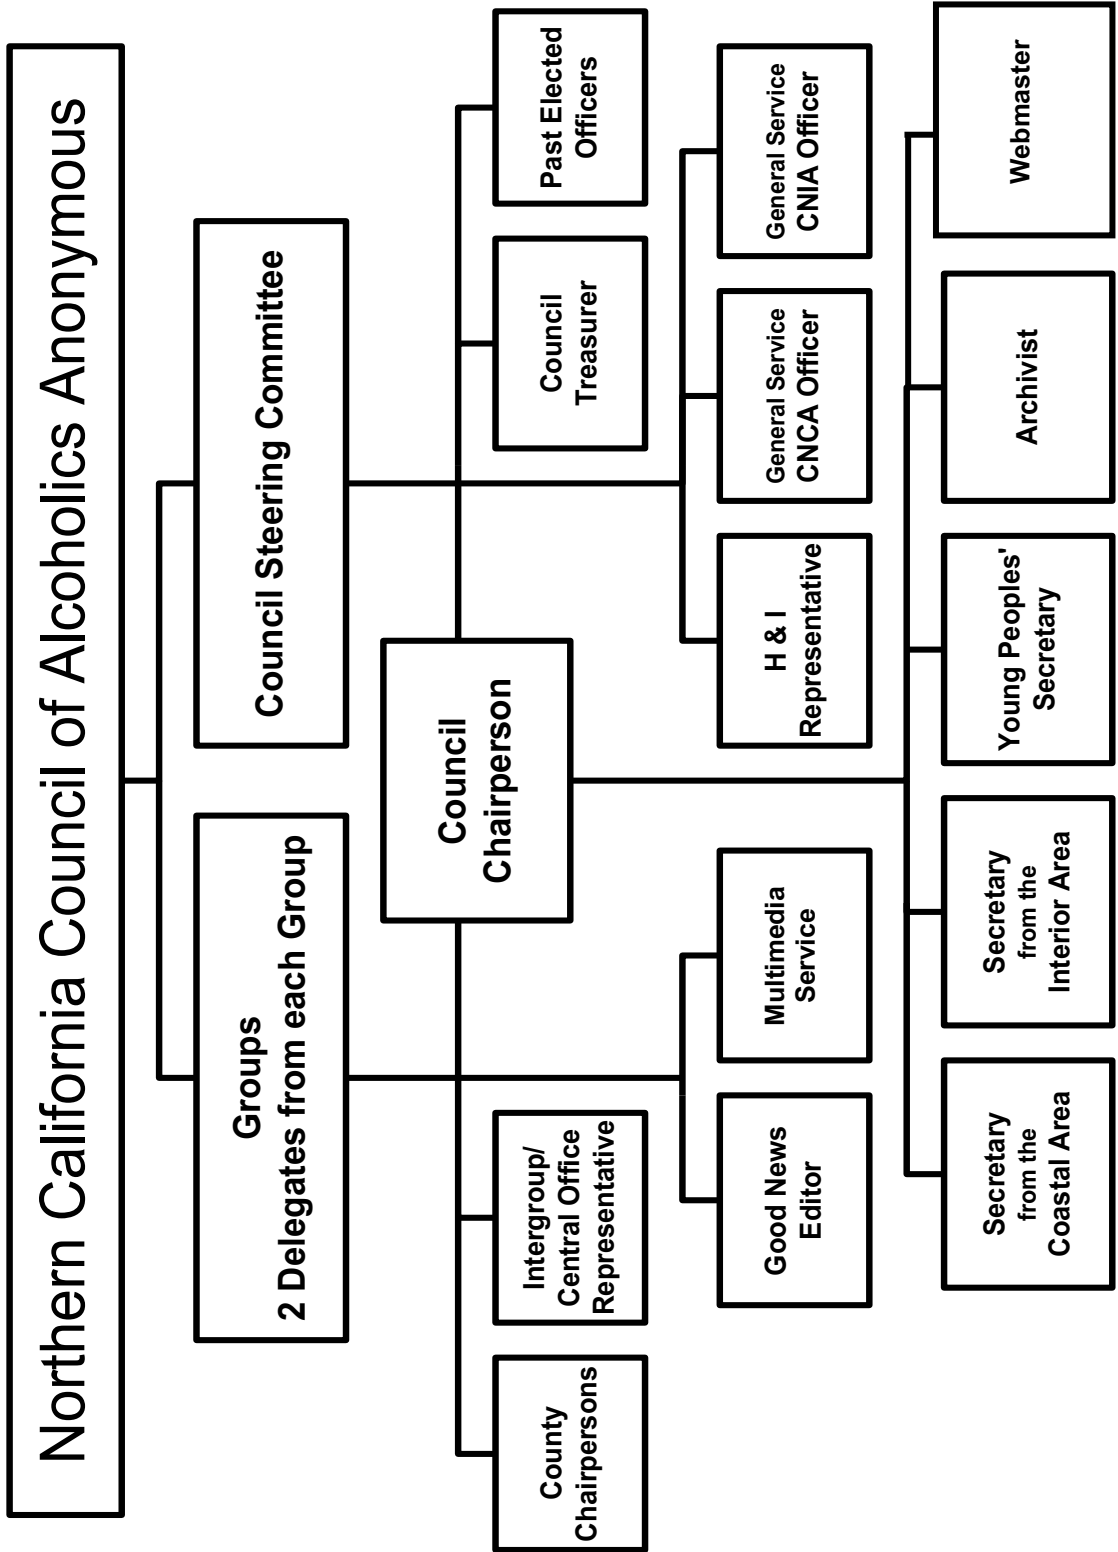 Northern California Council of Alcoholics Anonymous
Groups
2 Delegates from each Group
Council Steering Committee
Council
Chairperson
County
Chairpersons
Intergroup/
Central Office
Representative
Council
Treasurer
Past Elected
Officers
Good News
Editor
Multimedia
Service
H & I
Representative
General Service
CNCA Officer
General Service
CNIA Officer
Secretary
from the
Coastal Area
Secretary
from the
Interior Area
Young Peoples'
Secretary
Archivist
Webmaster